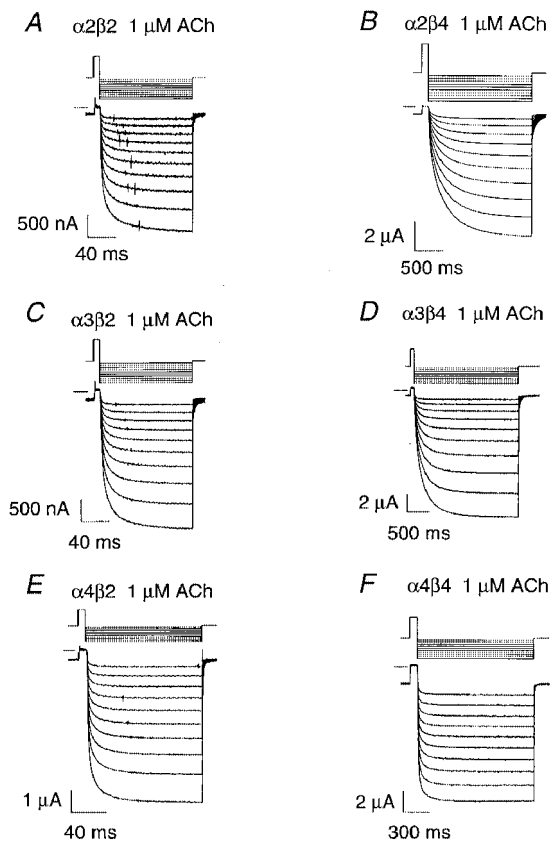 A α2β2 1 μM ACh
500 nA
40 ms
B α2β4 1 μM ACh
2 μA
500 ms
C α3β2 1 μM ACh
500 nA
40 ms
D α3β4 1 μM ACh
2 μA
500 ms
E α4β2 1 μM ACh
1 μA
40 ms
F α4β4 1 μM ACh
2 μA
300 ms